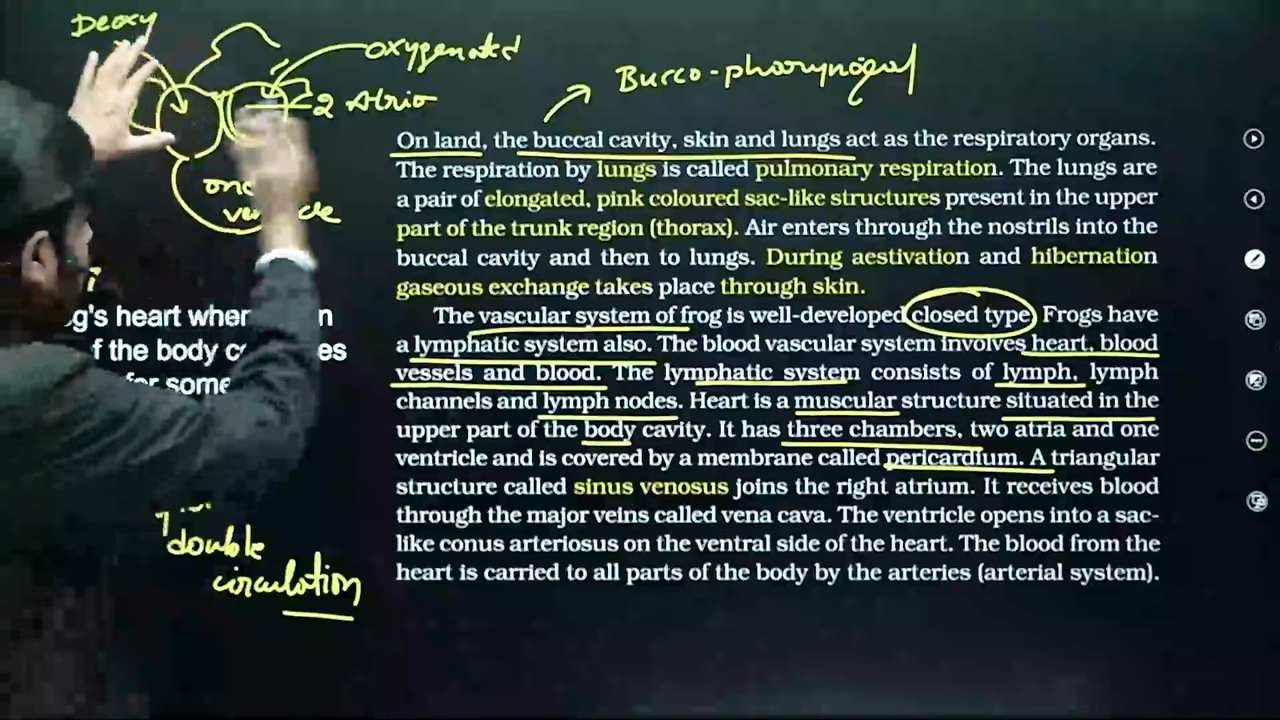 Deoxy
oxygenated
2 Atria
one
Bucco-pharyngeal
On land, the buccal cavity, skin and lungs act as the respiratory organs.
The respiration by lungs is called pulmonary respiration. The lungs are
a pair of elongated, pink coloured sac-like structures present in the upper
part of the trunk region (thorax). Air enters through the nostrils into the
buccal cavity and then to lungs. During aestivation and hibernation
gaseous exchange takes place through skin.
The vascular system of frog is well-developed closed type. Frogs have
a lymphatic system also. The blood vascular system involves heart, blood
vessels and blood. The lymphatic system consists of lymph, lymph
channels and lymph nodes. Heart is a muscular structure situated in the
upper part of the body cavity. It has three chambers, two atria and one
ventricle and is covered by a membrane called pericardium. A triangular
structure called sinus venosus joins the right atrium. It receives blood
through the major veins called vena cava. The ventricle opens into a sac-
like conus arteriosus on the ventral side of the heart. The blood from the
heart is carried to all parts of the body by the arteries (arterial system).
heart when
of the body
for some
double
circulation